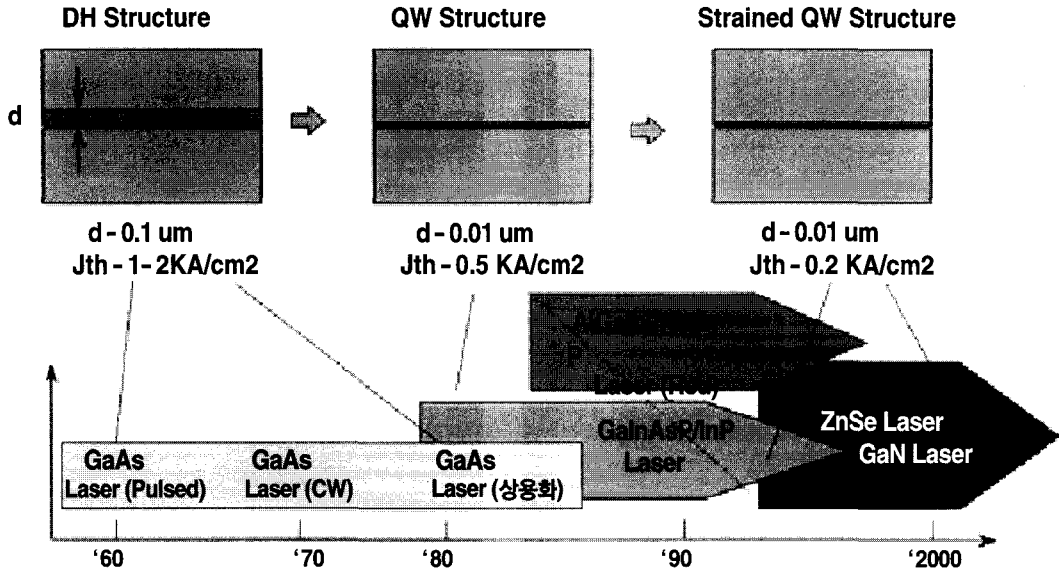 DH Structure
QW Structure
Strained QW Structure
d
d - 0.1 um
Jth - 1 - 2KA/cm2
d - 0.01 um
Jth - 0.5 KA/cm2
d - 0.01 um
Jth - 0.2 KA/cm2
P
Laser (Red)
GaInAsP/InP
Laser
ZnSe Laser
GaN Laser
GaAs
Laser (Pulsed)
GaAs
Laser (CW)
GaAs
Laser (상용화)
'60
'70
'80
'90
'2000